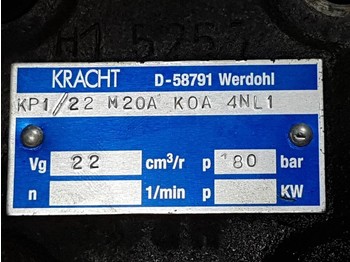 KRACHT D-58791 Werdohl
KP1/22 M20A K0A 4NL1
Vg 22 cm³/r p 180 bar
n 1/min p KW